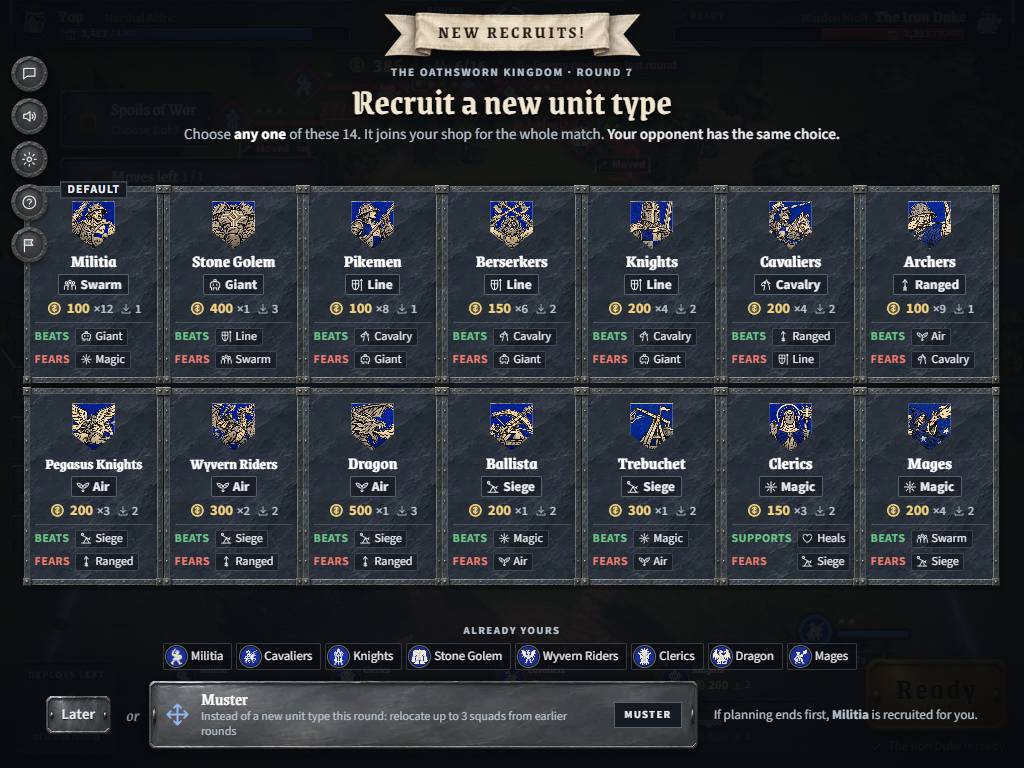 NEW RECRUITS!
THE OATHSWORN KINGDOM · ROUND 7
Recruit a new unit type
Choose any one of these 14. It joins your shop for the whole match. Your opponent has the same choice.
Spoils of War
Moved
Moves left 1/1
DEFAULT
Militia
Swarm
100 ×12 1
BEATS Giant
FEARS Magic
Stone Golem
Giant
400 ×1 3
BEATS Line
FEARS Swarm
Pikemen
Line
100 ×8 1
BEATS Cavalry
FEARS Giant
Berserkers
Line
150 ×6 2
BEATS Cavalry
FEARS Giant
Knights
Line
200 ×4 2
BEATS Cavalry
FEARS Giant
Cavaliers
Cavalry
200 ×4 2
BEATS Ranged
FEARS Line
Archers
Ranged
100 ×9 1
BEATS Air
FEARS Cavalry
Pegasus Knights
Air
200 ×3 2
BEATS Siege
FEARS Ranged
Wyvern Riders
Air
300 ×2 2
BEATS Siege
FEARS Ranged
Dragon
Air
500 ×1 3
BEATS Siege
FEARS Ranged
Ballista
Siege
200 ×1 2
BEATS Magic
FEARS Air
Trebuchet
Siege
300 ×1 2
BEATS Magic
FEARS Air
Clerics
Magic
150 ×3 2
SUPPORTS Heals
FEARS Siege
Mages
Magic
200 ×4 2
BEATS Swarm
FEARS Siege
ALREADY YOURS
Militia Cavaliers Knights Stone Golem Wyvern Riders Clerics Dragon Mages
Later or
Muster
Instead of a new unit type this round: relocate up to 3 squads from earlier
rounds
MUSTER
If planning ends first, Militia is recruited for you.
Ready